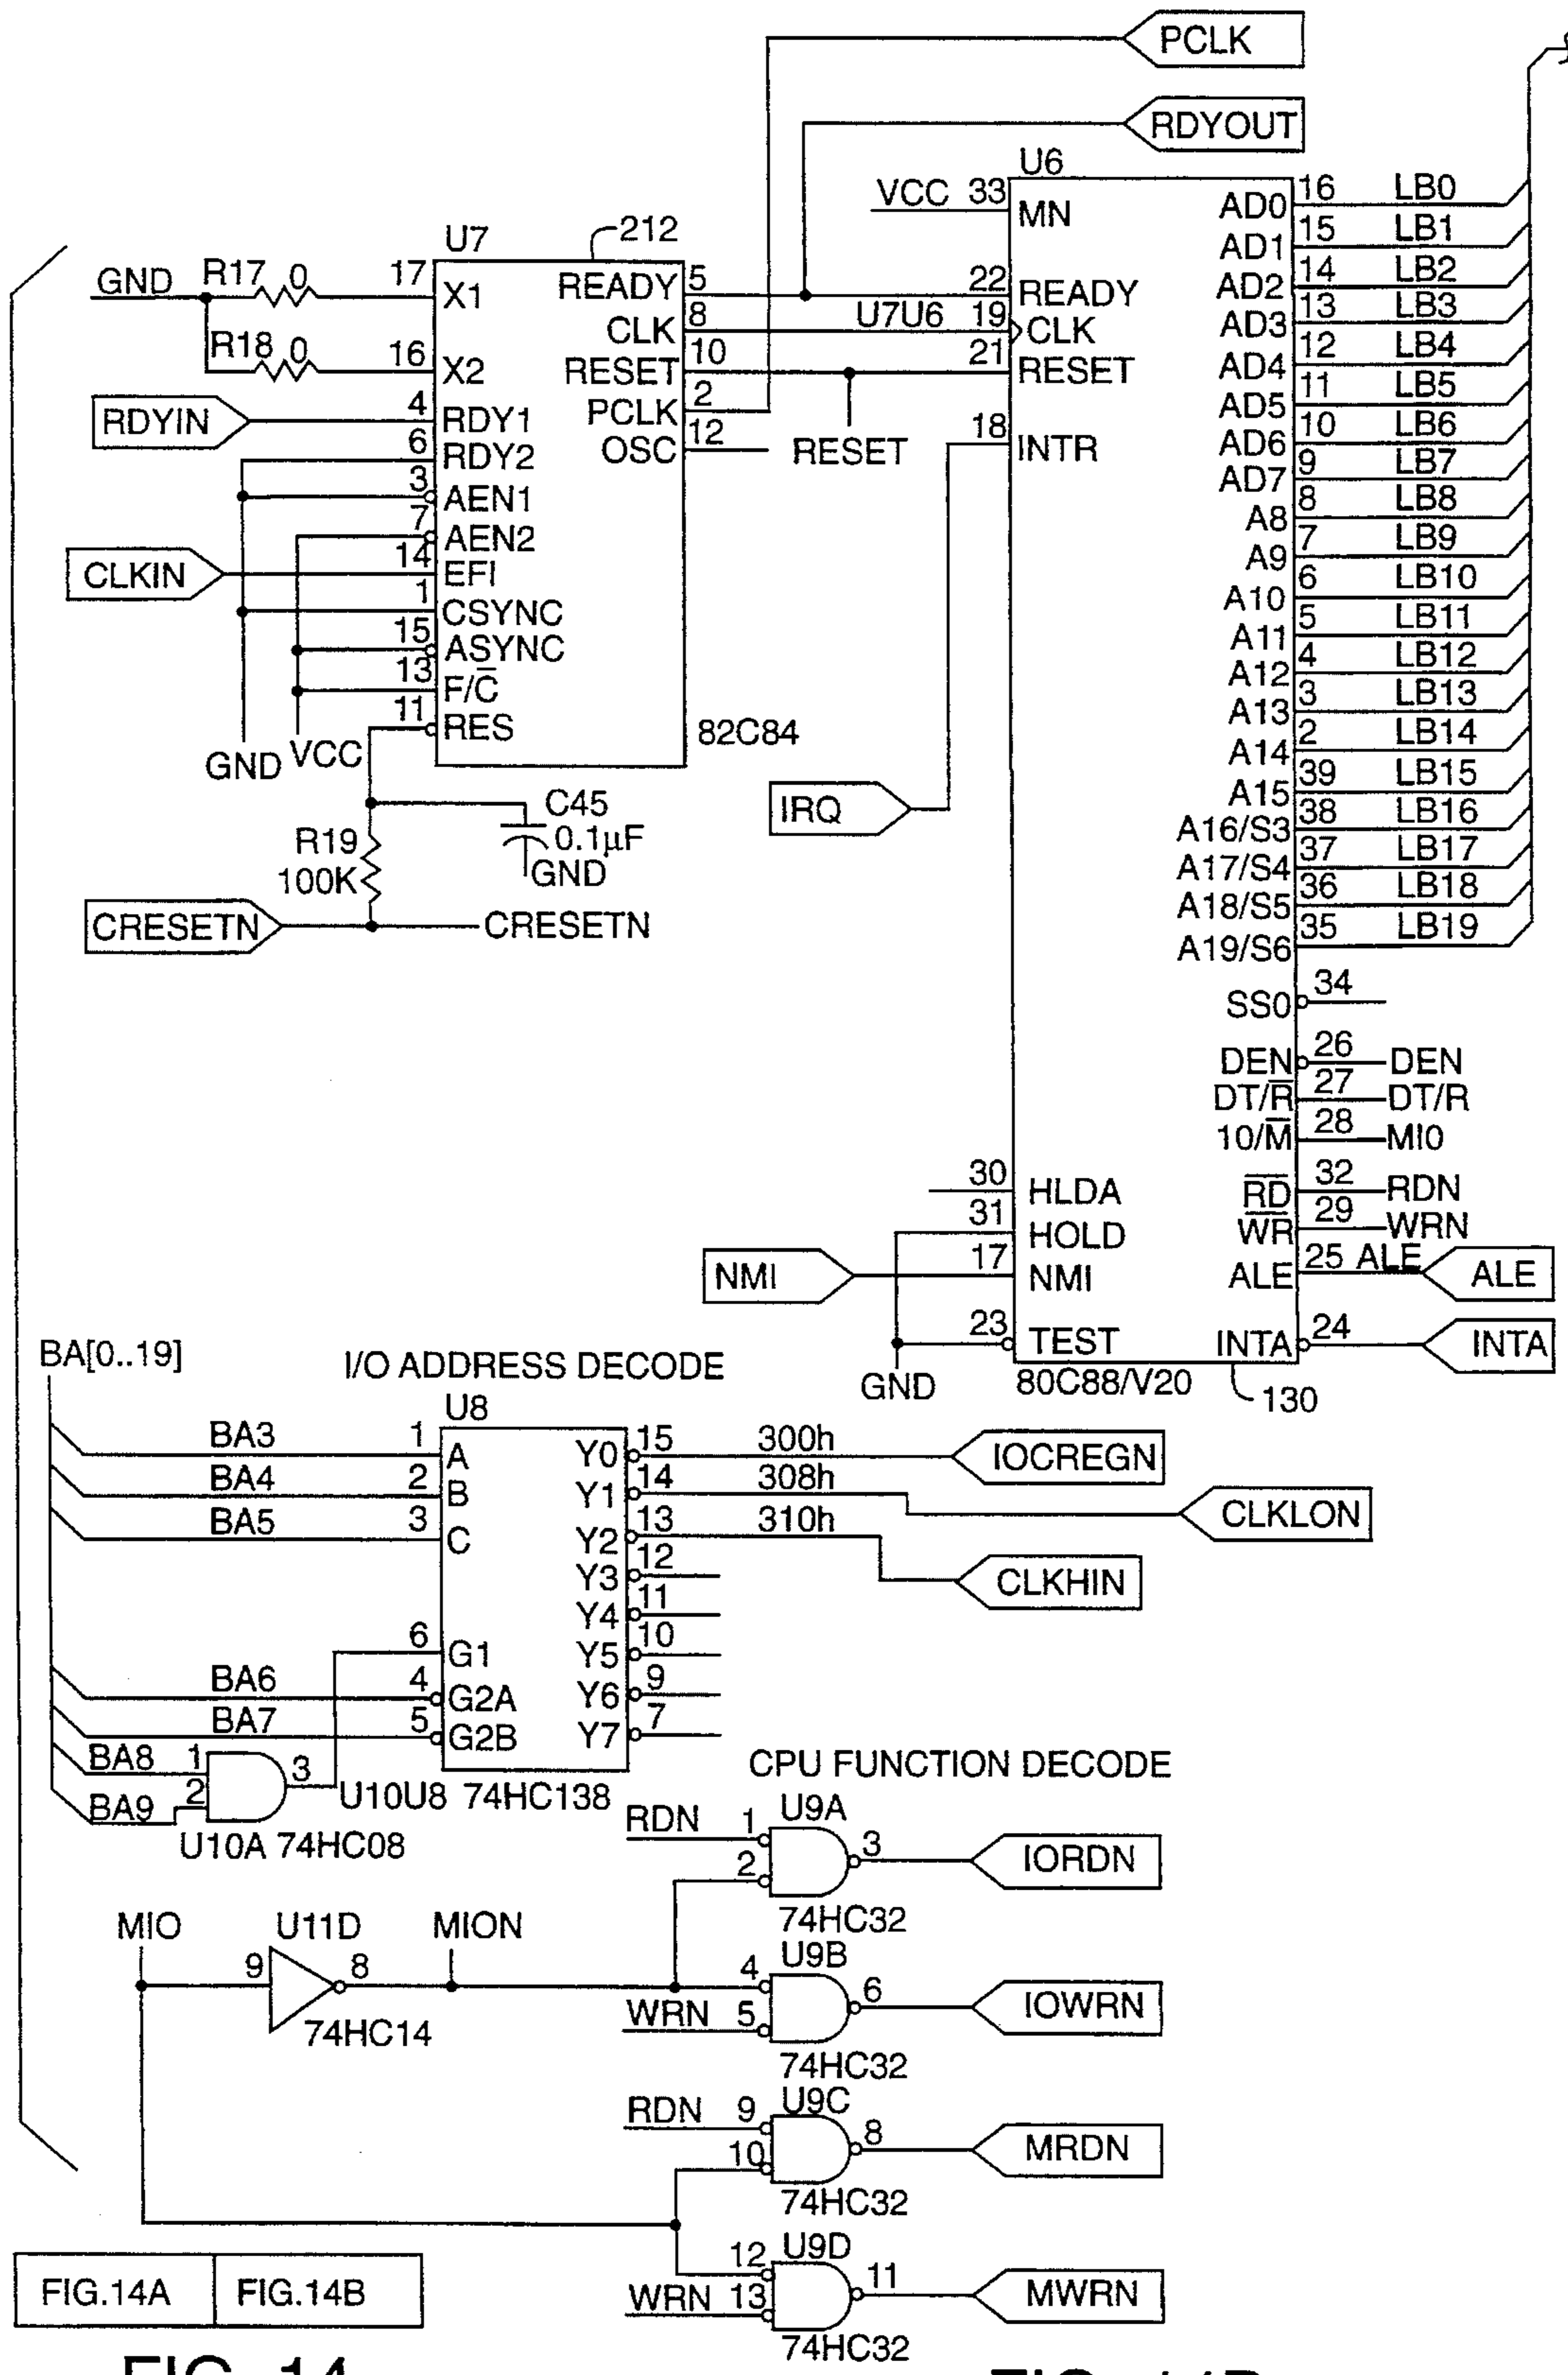 PCLK
RDYOUT
U6
VCC 33 MN
AD0 16 LB0
AD1 15 LB1
AD2 14 LB2
AD3 13 LB3
AD4 12 LB4
AD5 11 LB5
AD6 10 LB6
AD7 9 LB7
A8 8 LB8
A9 7 LB9
A10 6 LB10
A11 5 LB11
A12 4 LB12
A13 3 LB13
A14 2 LB14
A15 39 LB15
A16/S3 38 LB16
A17/S4 37 LB17
A18/S5 36 LB18
A19/S6 35 LB19
SS0 34
DEN 26 DEN
DT/R̅ 27 DT/R
10/M̅ 28 MI0
R̅D̅ 32 RDN
W̅R̅ 29 WRN
ALE 25 ALE ALE
INTA 24 INTA
22 READY
U7U6 19 CLK
21 RESET
18 INTR
IRQ
30 HLDA
31 HOLD
NMI 17 NMI
23 TEST
GND
80C88/V20
130
U7
212
GND R17 0 17 X1
R18 0 16 X2
RDYIN 4 RDY1
6 RDY2
3 AEN1
7 AEN2
CLKIN 14 EFI
1 CSYNC
15 ASYNC
13 F/C̅
11 RES
READY 5
CLK 8
RESET 10
PCLK 2
OSC 12
RESET
82C84
GND VCC
C45
0.1µF
GND
R19
100K
CRESETN CRESETN
BA[0..19]
I/O ADDRESS DECODE
U8
BA3 1 A
BA4 2 B
BA5 3 C
6 G1
BA6 4 G2A
BA7 5 G2B
BA8 1 3
BA9 2
U10A 74HC08
U10U8 74HC138
Y0 15 300h IOCREGN
Y1 14 308h CLKLON
Y2 13 310h CLKHIN
Y3 12
Y4 11
Y5 10
Y6 9
Y7 7
CPU FUNCTION DECODE
U9A
RDN 1 3 IORDN
2
74HC32
MIO U11D MION
9 8
74HC14
U9B
4 6 IOWRN
WRN 5
74HC32
U9C
RDN 9 8 MRDN
10
74HC32
U9D
12 11 MWRN
WRN 13
74HC32
FIG.14A FIG.14B
FIG. 14
FIG. 14B